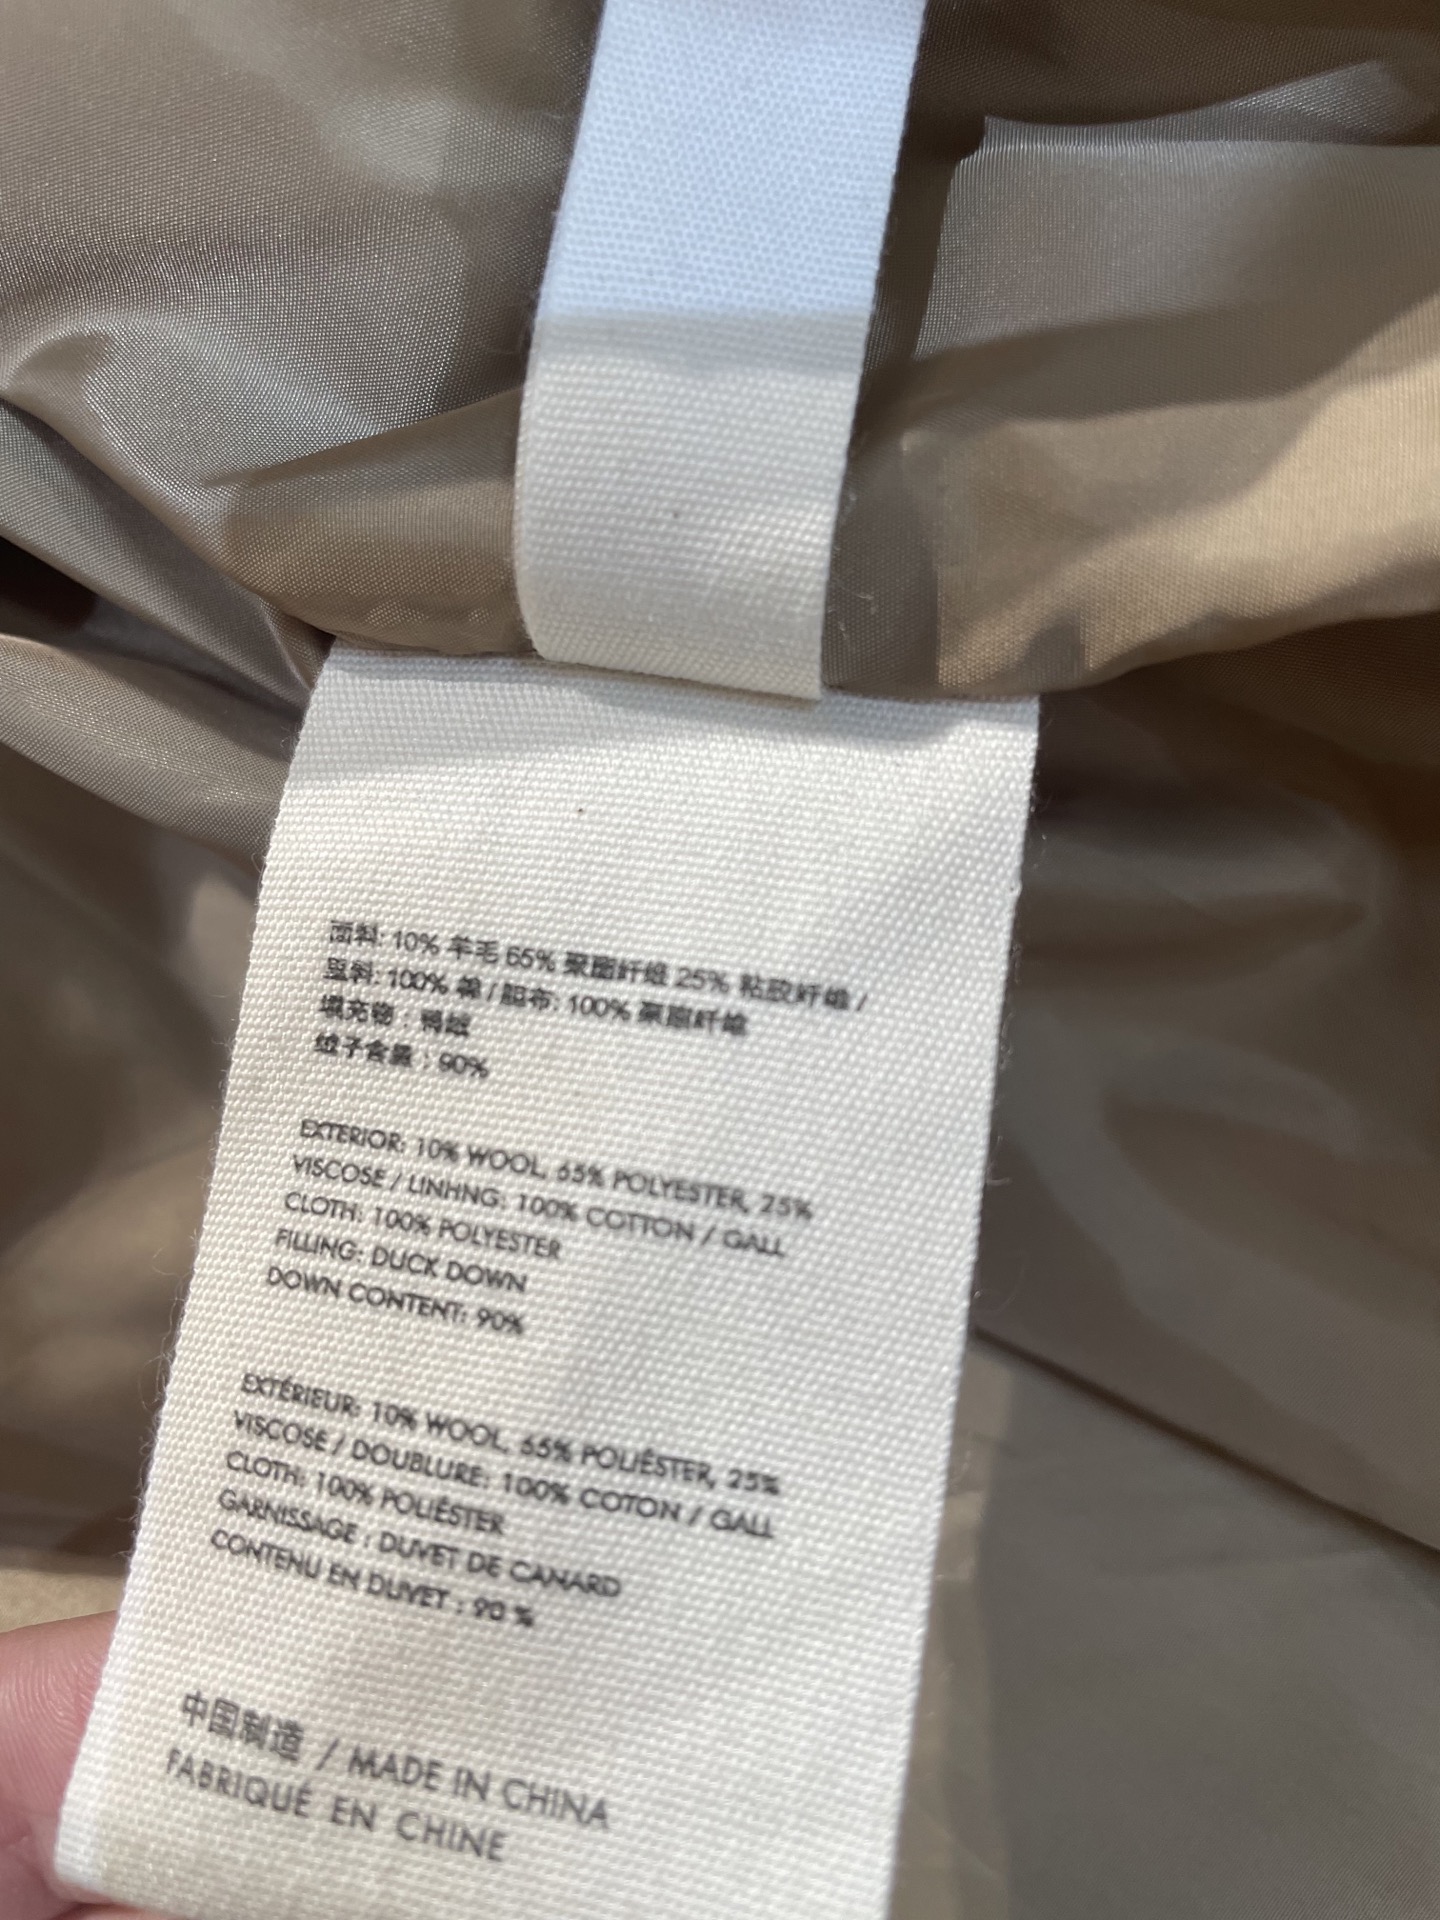 面料: 10% 羊毛 65% 聚酯纤维 25% 粘胶纤维 /
里料: 100% 棉 / 胆布: 100% 聚酯纤维
填充物 : 鸭绒
绒子含量 : 90%
EXTERIOR: 10% WOOL, 65% POLYESTER, 25%
VISCOSE / LINHNG: 100% COTTON / GALL
CLOTH: 100% POLYESTER
FILLING: DUCK DOWN
DOWN CONTENT: 90%
EXTÉRIEUR: 10% WOOL, 65% POLIÉSTER, 25%
VISCOSE / DOUBLURE: 100% COTON / GALL
CLOTH: 100% POLIÉSTER
GARNISSAGE : DUVET DE CANARD
CONTENU EN DUVET : 90 %
中国制造 / MADE IN CHINA
FABRIQUÉ EN CHINE